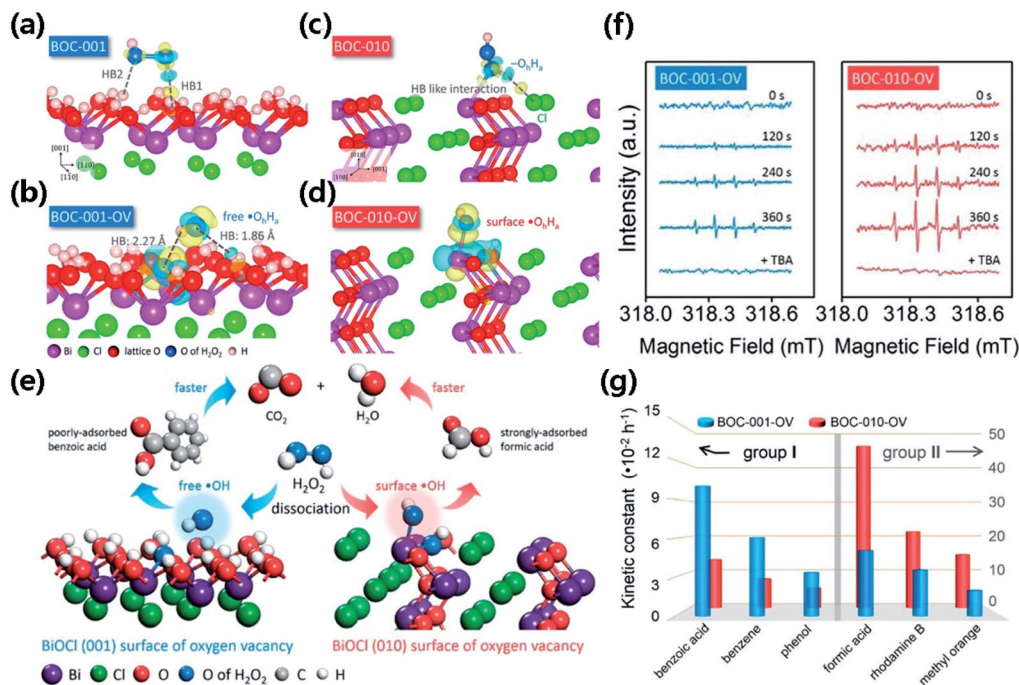 (a)
BOC-001
HB2
HB1
[001]
[110]
[11̅0]
(b)
BOC-001-OV
free •OhHa
HB: 2.27 Å
HB: 1.86 Å
Bi Cl lattice O O of H2O2 H
(c)
BOC-010
–OhHa
HB like interaction
Cl
[010]
[100]
[001]
(d)
BOC-010-OV
surface •OhHa
(e)
faster
CO2
+
H2O
faster
poorly-adsorbed
benzoic acid
strongly-adsorbed
formic acid
H2O2
dissociation
free •OH
surface •OH
BiOCl (001) surface of oxygen vacancy
BiOCl (010) surface of oxygen vacancy
Bi Cl O O of H2O2 C H
(f)
Intensity (a.u.)
BOC-001-OV
0 s
120 s
240 s
360 s
+ TBA
318.0 318.3 318.6
Magnetic Field (mT)
BOC-010-OV
0 s
120 s
240 s
360 s
+ TBA
318.0 318.3 318.6
Magnetic Field (mT)
(g)
Kinetic constant (•10-2 h-1)
15
12
9
6
3
0
BOC-001-OV BOC-010-OV
← group I
group II →
50
40
30
20
10
0
benzoic acid
benzene
phenol
formic acid
rhodamine B
methyl orange